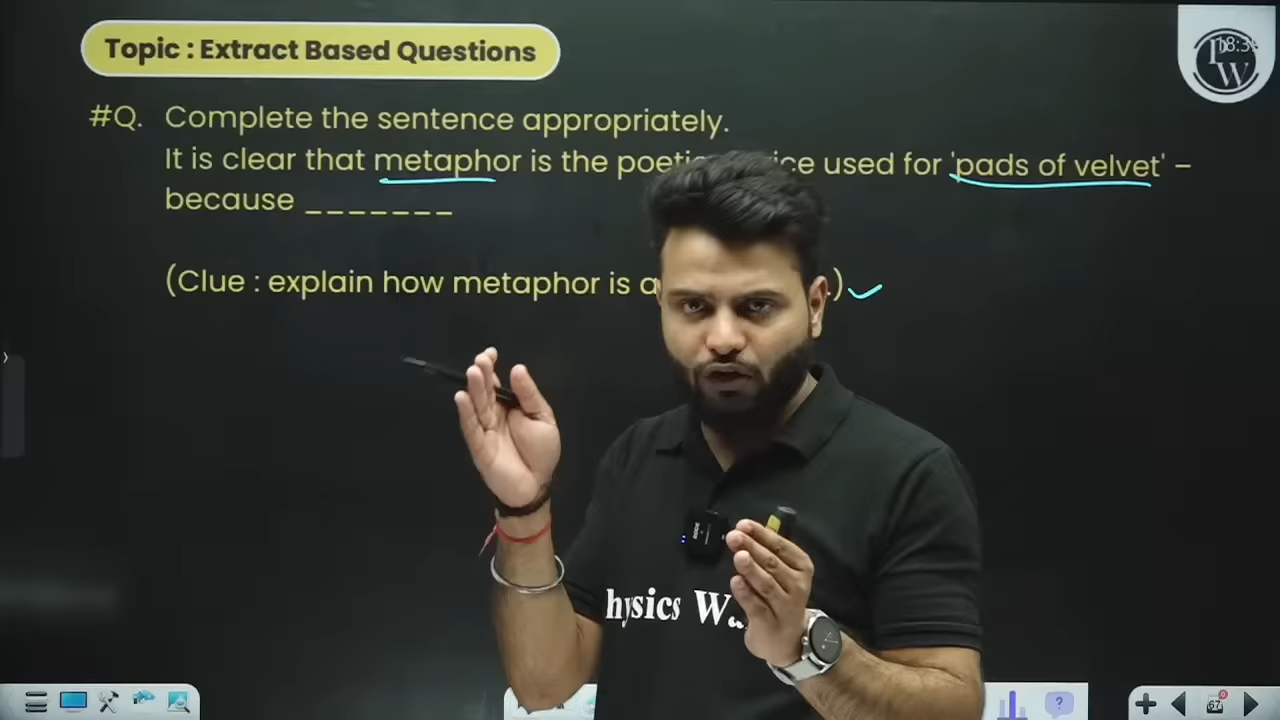 Topic : Extract Based Questions
#Q. Complete the sentence appropriately.
It is clear that metaphor is the poetic used for 'pads of velvet' –
because _______
(Clue : explain how metaphor is .)
hysics
W
67